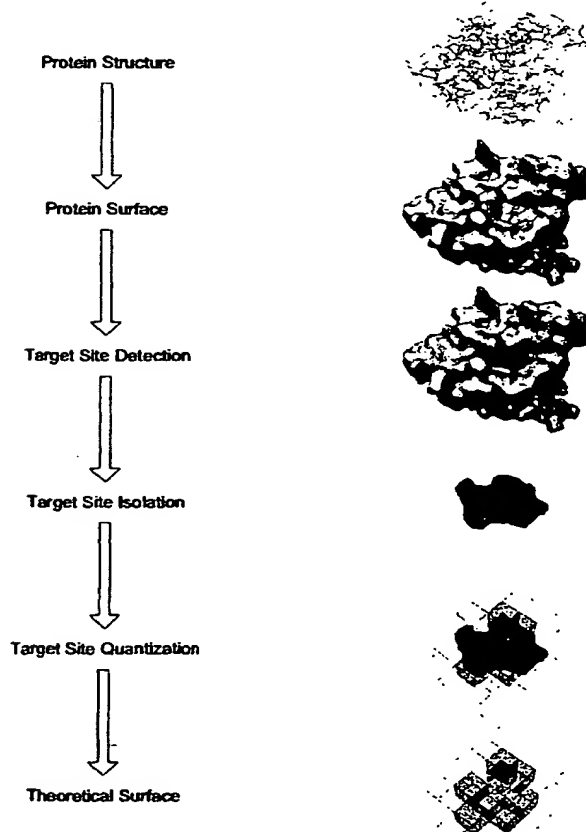 Protein Structure
Protein Surface
Target Site Detection
Target Site Isolation
Target Site Quantization
Theoretical Surface